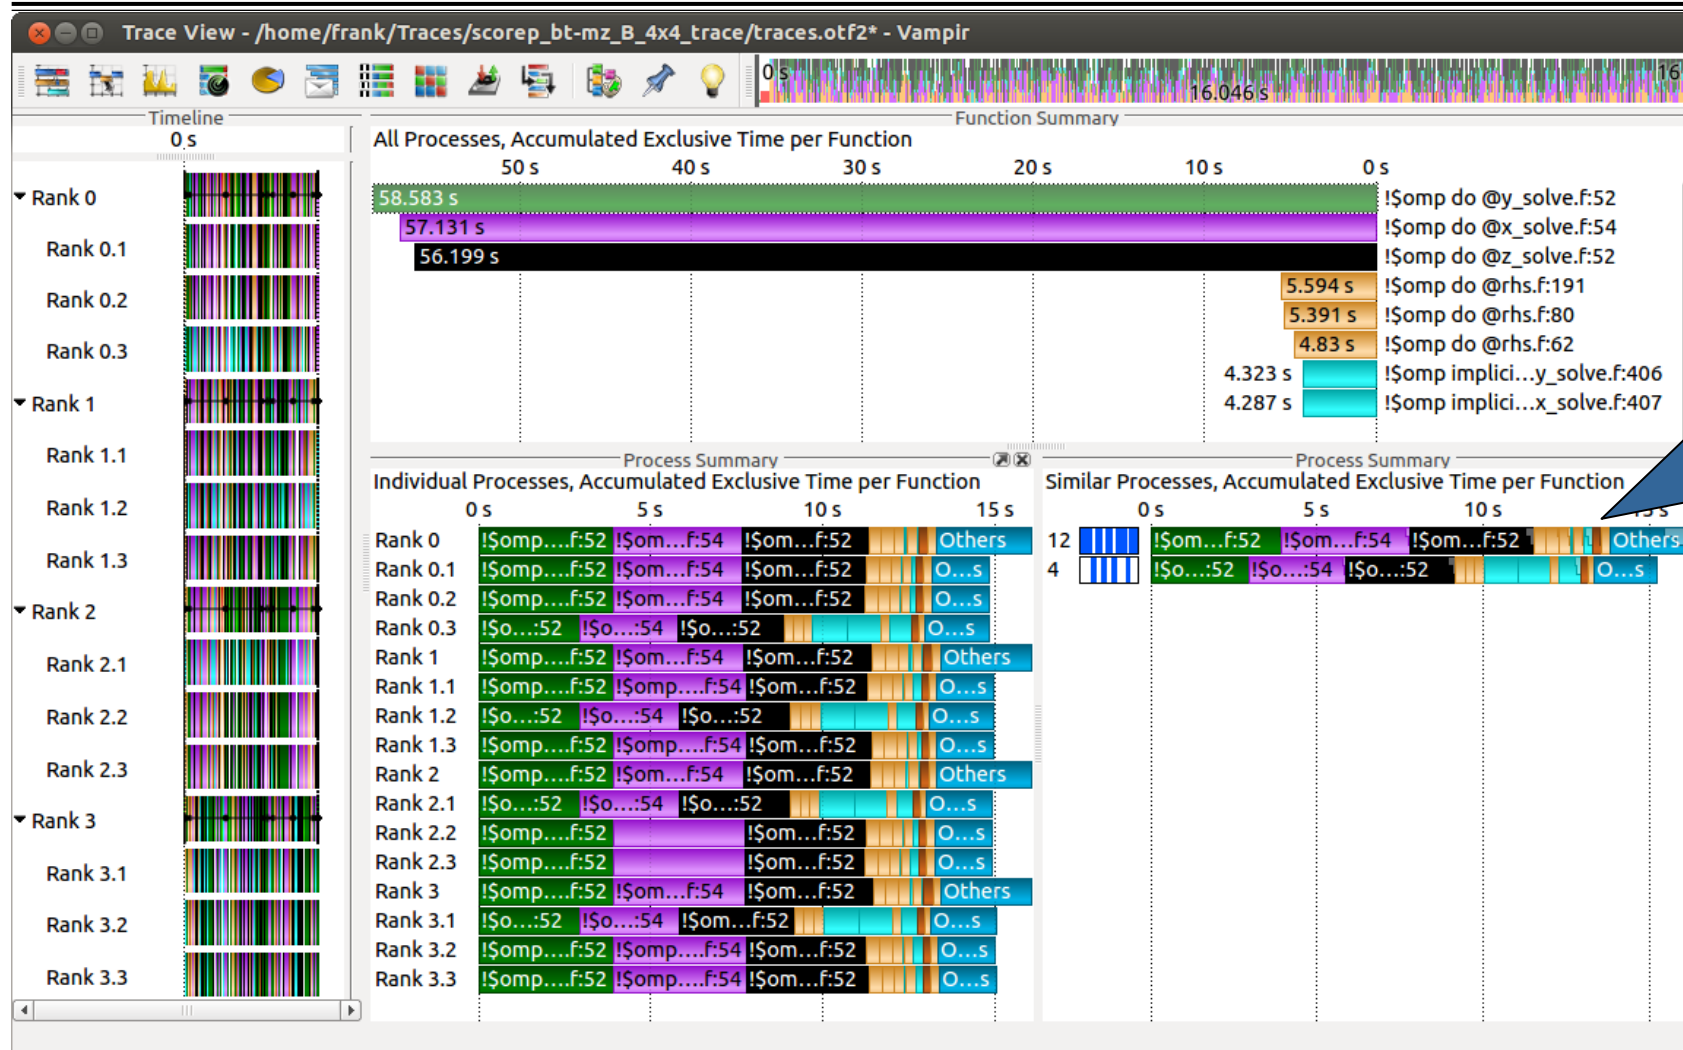 Trace View - /home/frank/Traces/scorep_bt-mz_B_4x4_trace/traces.otf2* - Vampir
0 s
16.046 s
16
Timeline
0 s
Rank 0
Rank 0.1
Rank 0.2
Rank 0.3
Rank 1
Rank 1.1
Rank 1.2
Rank 1.3
Rank 2
Rank 2.1
Rank 2.2
Rank 2.3
Rank 3
Rank 3.1
Rank 3.2
Rank 3.3
Function Summary
All Processes, Accumulated Exclusive Time per Function
50 s 40 s 30 s 20 s 10 s 0 s
58.583 s !$omp do @y_solve.f:52
57.131 s !$omp do @x_solve.f:54
56.199 s !$omp do @z_solve.f:52
5.594 s !$omp do @rhs.f:191
5.391 s !$omp do @rhs.f:80
4.83 s !$omp do @rhs.f:62
4.323 s !$omp implici...y_solve.f:406
4.287 s !$omp implici...x_solve.f:407
Process Summary
Individual Processes, Accumulated Exclusive Time per Function
0 s 5 s 10 s 15 s
Rank 0 !$omp....f:52 !$om...f:54 !$om...f:52 Others
Rank 0.1 !$omp....f:52 !$om...f:54 !$om...f:52 O...s
Rank 0.2 !$omp....f:52 !$om...f:54 !$om...f:52 O...s
Rank 0.3 !$o...:52 !$o...:54 !$o...:52 O...s
Rank 1 !$omp....f:52 !$om...f:54 !$om...f:52 Others
Rank 1.1 !$omp....f:52 !$omp....f:54 !$om...f:52 O...s
Rank 1.2 !$o...:52 !$o...:54 !$o...:52 O...s
Rank 1.3 !$omp....f:52 !$omp....f:54 !$om...f:52 O...s
Rank 2 !$omp....f:52 !$om...f:54 !$om...f:52 Others
Rank 2.1 !$o...:52 !$o...:54 !$o...:52 O...s
Rank 2.2 !$omp....f:52 !$om...f:52 O...s
Rank 2.3 !$omp....f:52 !$om...f:52 O...s
Rank 3 !$omp....f:52 !$om...f:54 !$om...f:52 Others
Rank 3.1 !$o...:52 !$o...:54 !$om...f:52 O...s
Rank 3.2 !$omp....f:52 !$omp....f:54 !$om...f:52 O...s
Rank 3.3 !$omp....f:52 !$omp....f:54 !$om...f:52 O...s
Process Summary
Similar Processes, Accumulated Exclusive Time per Function
0 s 5 s 10 s 15 s
12 !$om...f:52 !$om...f:54 !$om...f:52 Others
4 !$o...:52 !$o...:54 !$o...:52 O...s